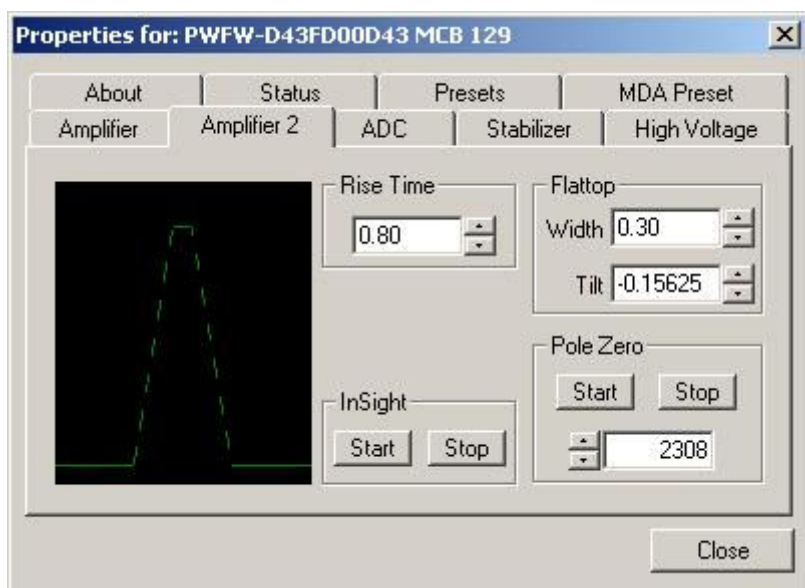 Properties for: PWFW-D43FD00D43 MCB 129
About Status Presets MDA Preset
Amplifier Amplifier 2 ADC Stabilizer High Voltage
Rise Time
0.80
Flattop
Width 0.30
Tilt -0.15625
InSight
Start Stop
Pole Zero
Start Stop
2308
Close